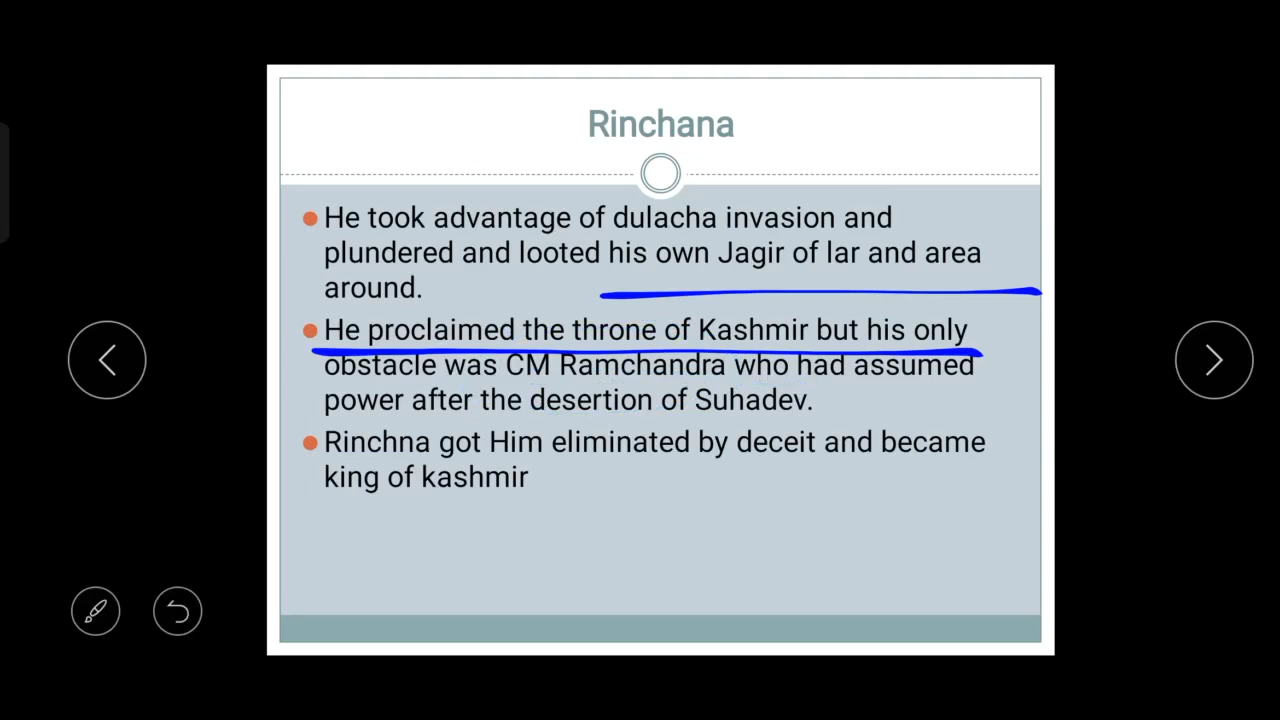 Rinchana
He took advantage of dulacha invasion and
plundered and looted his own Jagir of lar and area
around.
He proclaimed the throne of Kashmir but his only
obstacle was CM Ramchandra who had assumed
power after the desertion of Suhadev.
Rinchna got Him eliminated by deceit and became
king of kashmir